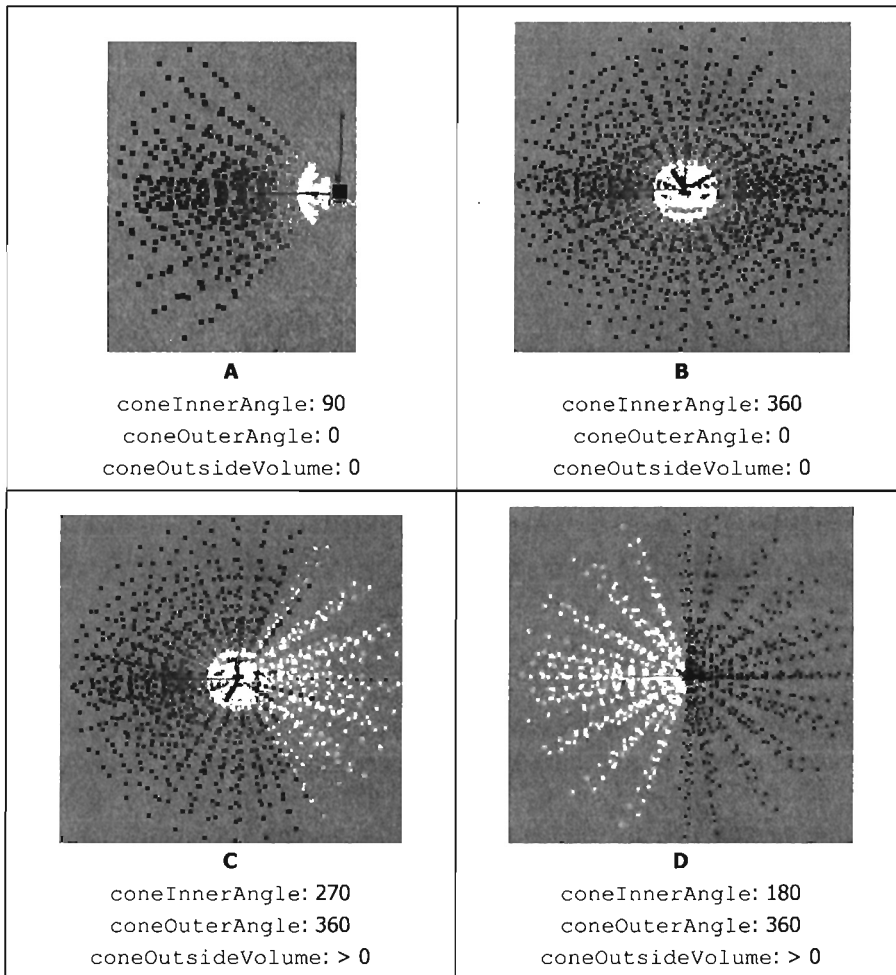 A
coneInnerAngle: 90
coneOuterAngle: 0
coneOutsideVolume: 0
B
coneInnerAngle: 360
coneOuterAngle: 0
coneOutsideVolume: 0
C
coneInnerAngle: 270
coneOuterAngle: 360
coneOutsideVolume: > 0
D
coneInnerAngle: 180
coneOuterAngle: 360
coneOutsideVolume: > 0